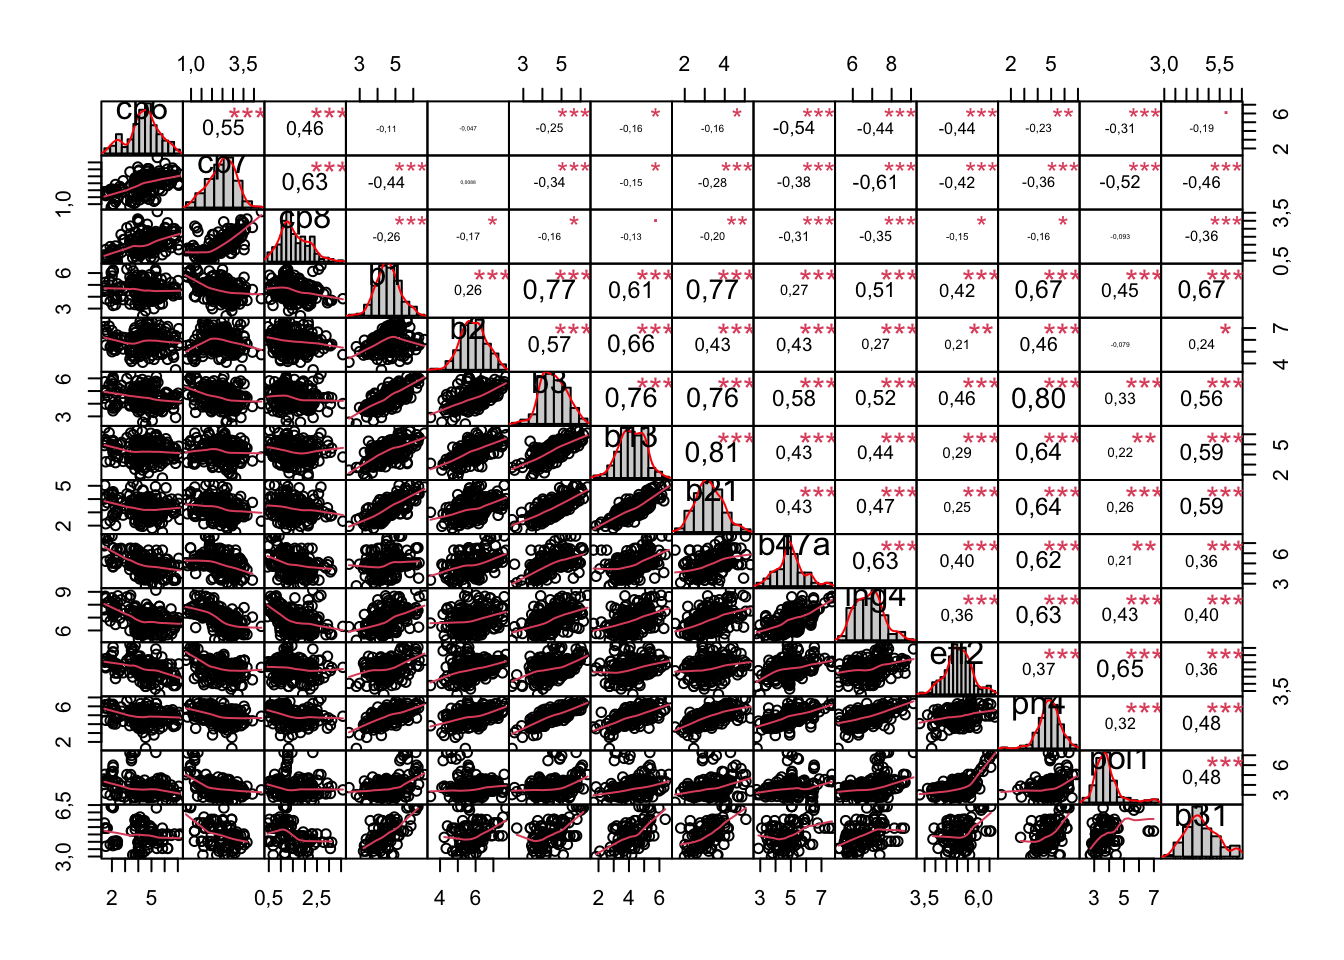 1,0 3,5 3 5 3 5 2 4 6 8 2 5 3,0 5,5
cp6 0,55 *** 0,46 *** -0,11 -0,047 -0,25 *** -0,16 * -0,16 * -0,54 *** -0,44 *** -0,44 *** -0,23 ** -0,31 *** -0,19 . 2 6
1,0 cp7 0,63 *** -0,44 *** 0,0088 -0,34 *** -0,15 * -0,28 *** -0,38 *** -0,61 *** -0,42 *** -0,36 *** -0,52 *** -0,46 ***
cp8 -0,26 *** -0,17 * -0,16 * -0,13 . -0,20 ** -0,31 *** -0,35 *** -0,15 * -0,16 * -0,093 -0,36 *** 0,5 3,5
3 6 b1 0,26 *** 0,77 *** 0,61 *** 0,77 *** 0,27 *** 0,51 *** 0,42 *** 0,67 *** 0,45 *** 0,67 ***
b2 0,57 *** 0,66 *** 0,43 *** 0,43 *** 0,27 *** 0,21 ** 0,46 *** -0,079 0,24 * 4 7
3 6 b3 0,76 *** 0,76 *** 0,58 *** 0,52 *** 0,46 *** 0,80 *** 0,33 *** 0,56 ***
0,81 *** 0,43 *** 0,44 *** 0,29 *** 0,64 *** 0,22 ** 0,59 *** 2 5
2 5 b21 0,43 *** 0,47 *** 0,25 *** 0,64 *** 0,26 *** 0,59 ***
b47a 0,63 *** 0,40 *** 0,62 *** 0,21 ** 0,36 *** 3 6
6 9 ing4 0,36 *** 0,63 *** 0,43 *** 0,40 ***
0,37 *** 0,65 *** 0,36 *** 3,5
2 6 0,32 *** 0,48 ***
pol1 0,48 *** 3 6
3,0 5,5 b31
2 5 0,5 2,5 4 6 2 4 6 3 5 7 3,5 6,0 3 5 7